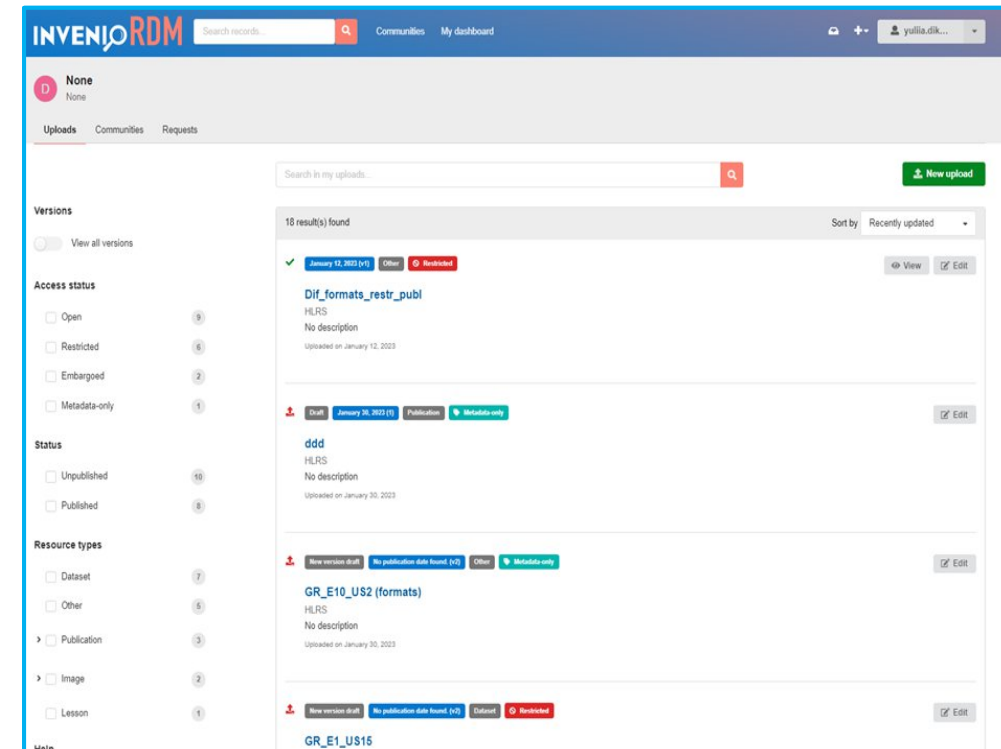 INVENIORDM
Search records...
Communities My dashboard
yuliia.dik...
D
None
None
Uploads Communities Requests
Search in my uploads...
New upload
Versions
View all versions
Access status
Open 9
Restricted 6
Embargoed 2
Metadata-only 1
Status
Unpublished 10
Published 8
Resource types
Dataset 7
Other 5
Publication 3
Image 2
Lesson 1
Help
18 result(s) found
Sort by Recently updated
January 12, 2023 (v1) Other Restricted
View Edit
Dif_formats_restr_publ
HLRS
No description
Uploaded on January 12, 2023
Draft January 30, 2023 (1) Publication Metadata-only
Edit
ddd
HLRS
No description
Uploaded on January 30, 2023
New version draft No publication date found. (v2) Other Metadata-only
Edit
GR_E10_US2 (formats)
HLRS
No description
Uploaded on January 30, 2023
New version draft No publication date found. (v2) Dataset Restricted
Edit
GR_E1_US15